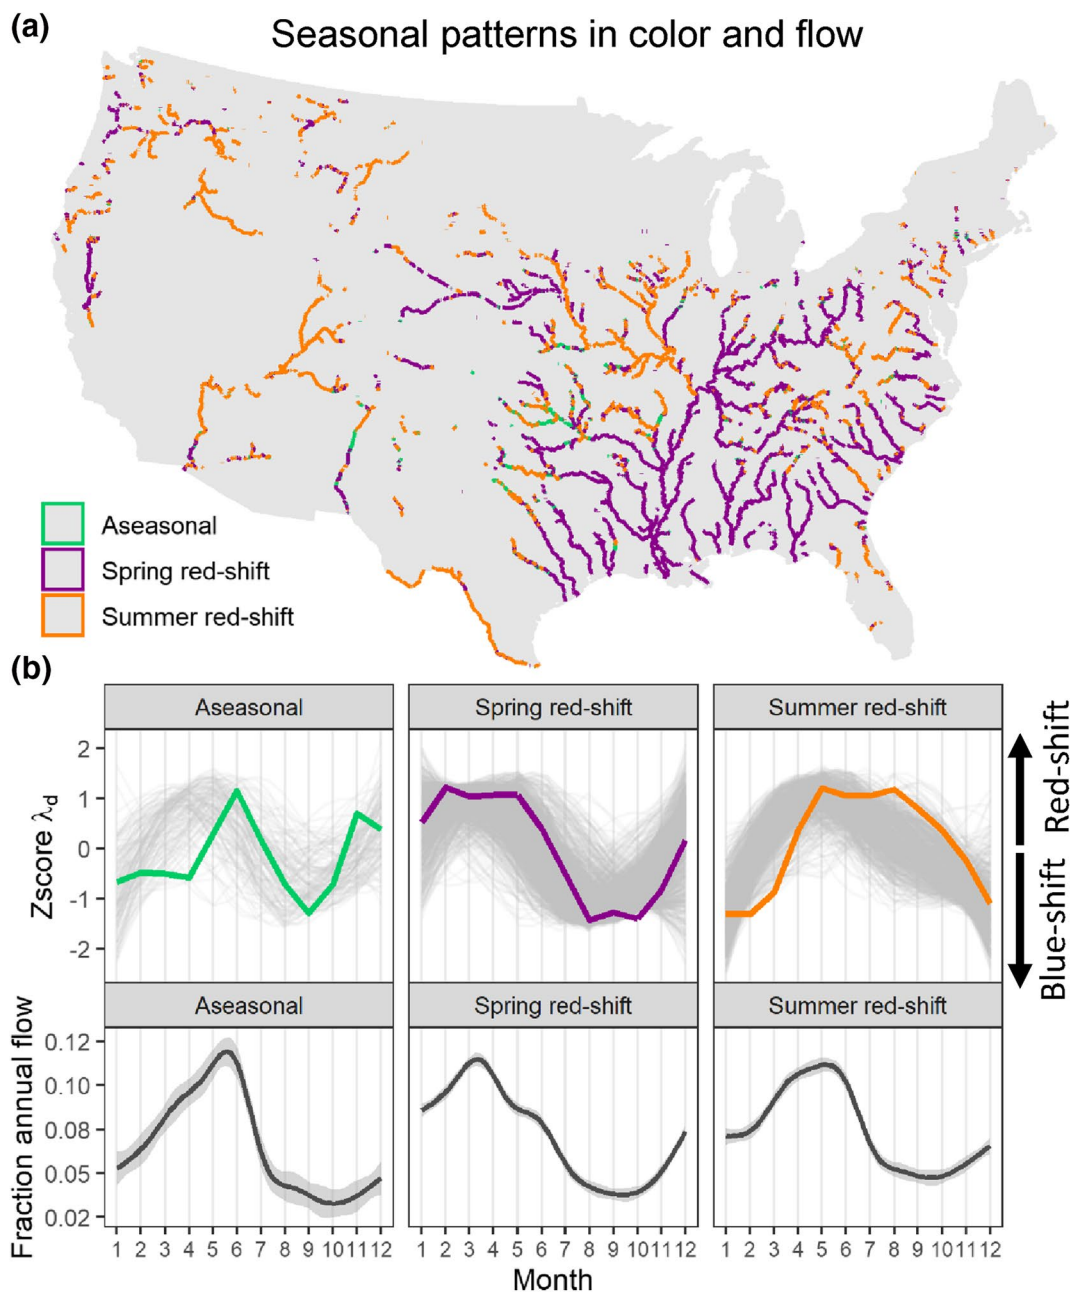 (a)
Seasonal patterns in color and flow
Aseasonal
Spring red-shift
Summer red-shift
(b)
Aseasonal
Spring red-shift
Summer red-shift
2
1
0
-1
-2
Zscore λd
Red-shift
Blue-shift
Aseasonal
Spring red-shift
Summer red-shift
0.12
0.10
0.08
0.05
0.02
Fraction annual flow
1 2 3 4 5 6 7 8 9 10 11 12
1 2 3 4 5 6 7 8 9 10 11 12
1 2 3 4 5 6 7 8 9 10 11 12
Month